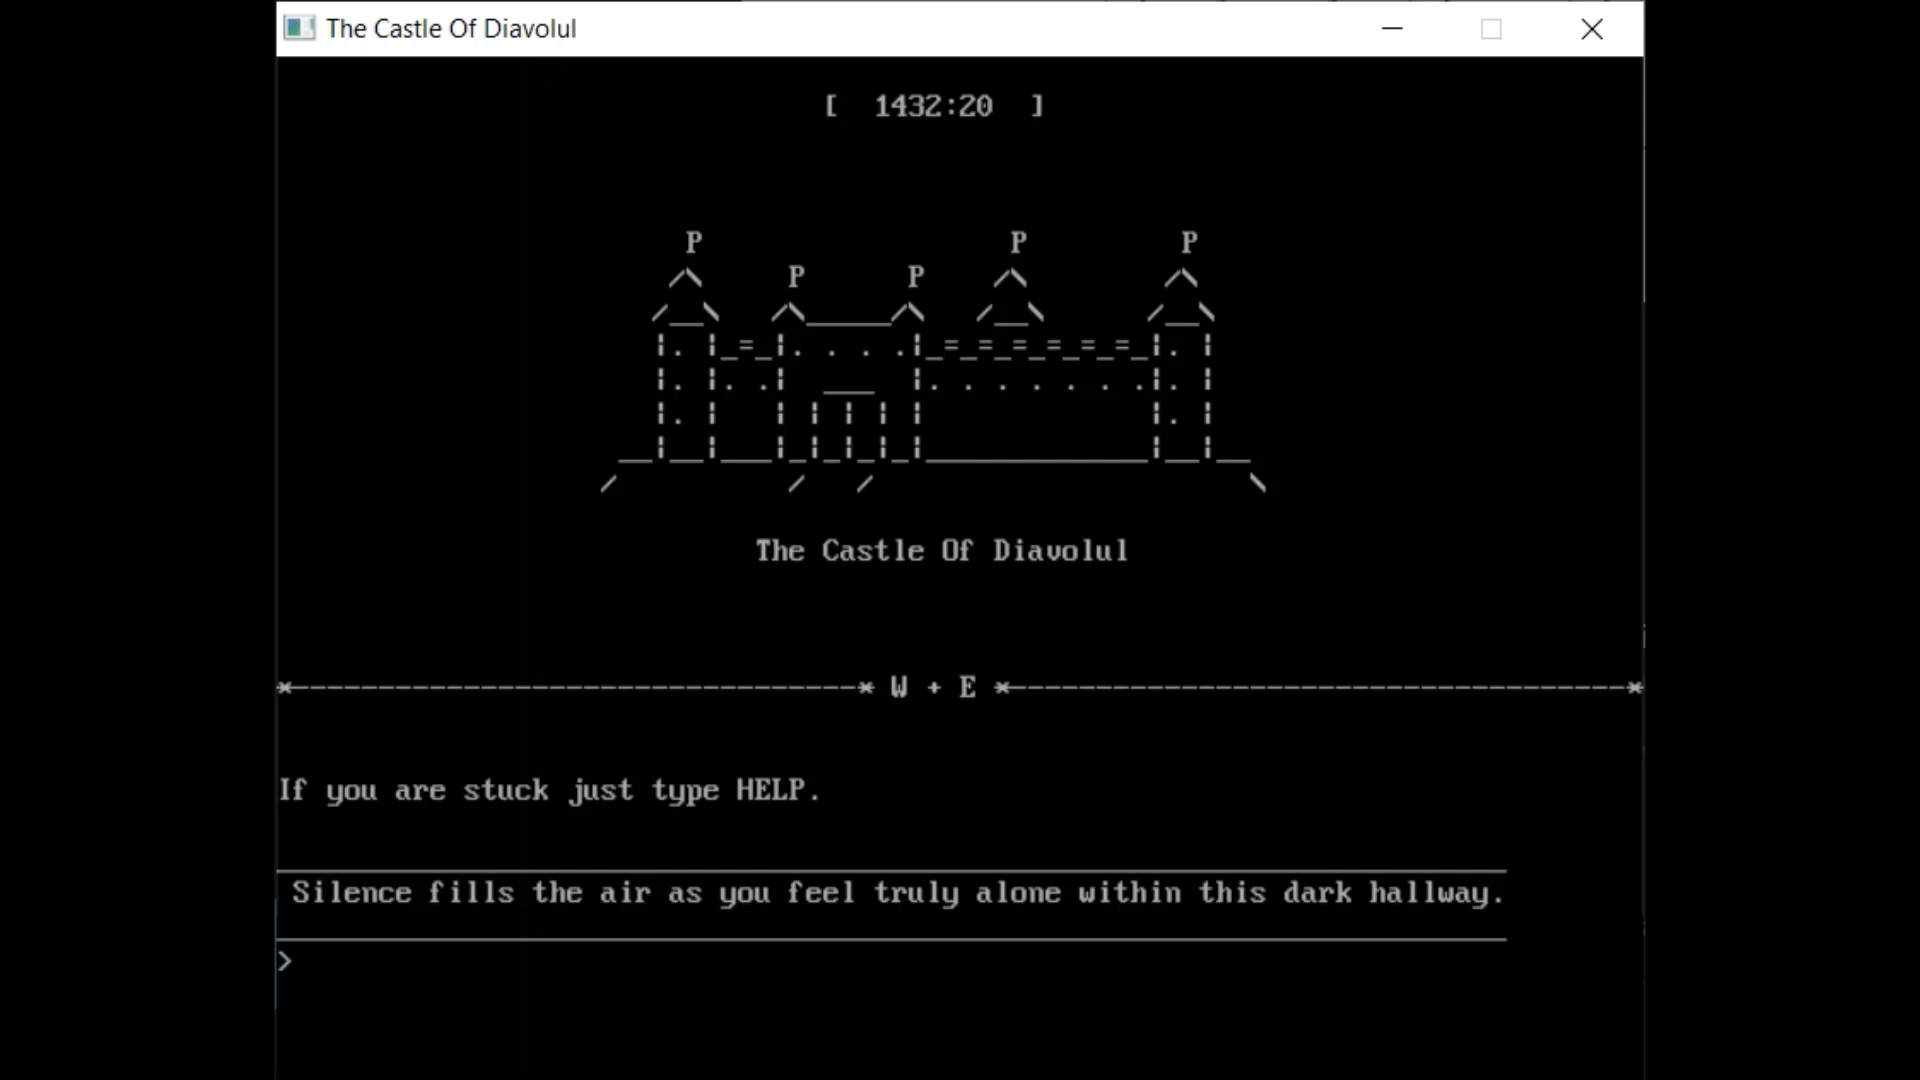 The Castle Of Diavolul
[ 1432:20 ]
P P P
P P
The Castle Of Diavolul
W + E
If you are stuck just type HELP.
Silence fills the air as you feel truly alone within this dark hallway.
>